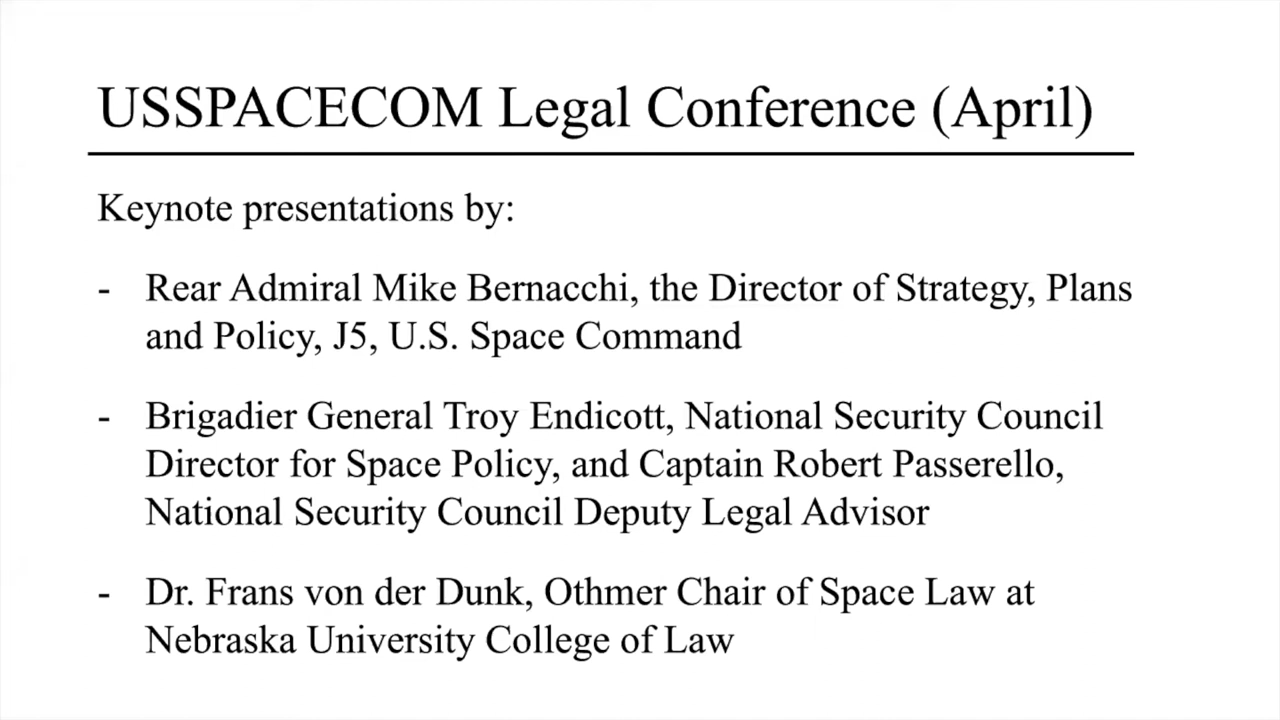 USSPACECOM Legal Conference (April)
Keynote presentations by:
- Rear Admiral Mike Bernacchi, the Director of Strategy, Plans
and Policy, J5, U.S. Space Command
- Brigadier General Troy Endicott, National Security Council
Director for Space Policy, and Captain Robert Passerello,
National Security Council Deputy Legal Advisor
- Dr. Frans von der Dunk, Othmer Chair of Space Law at
Nebraska University College of Law